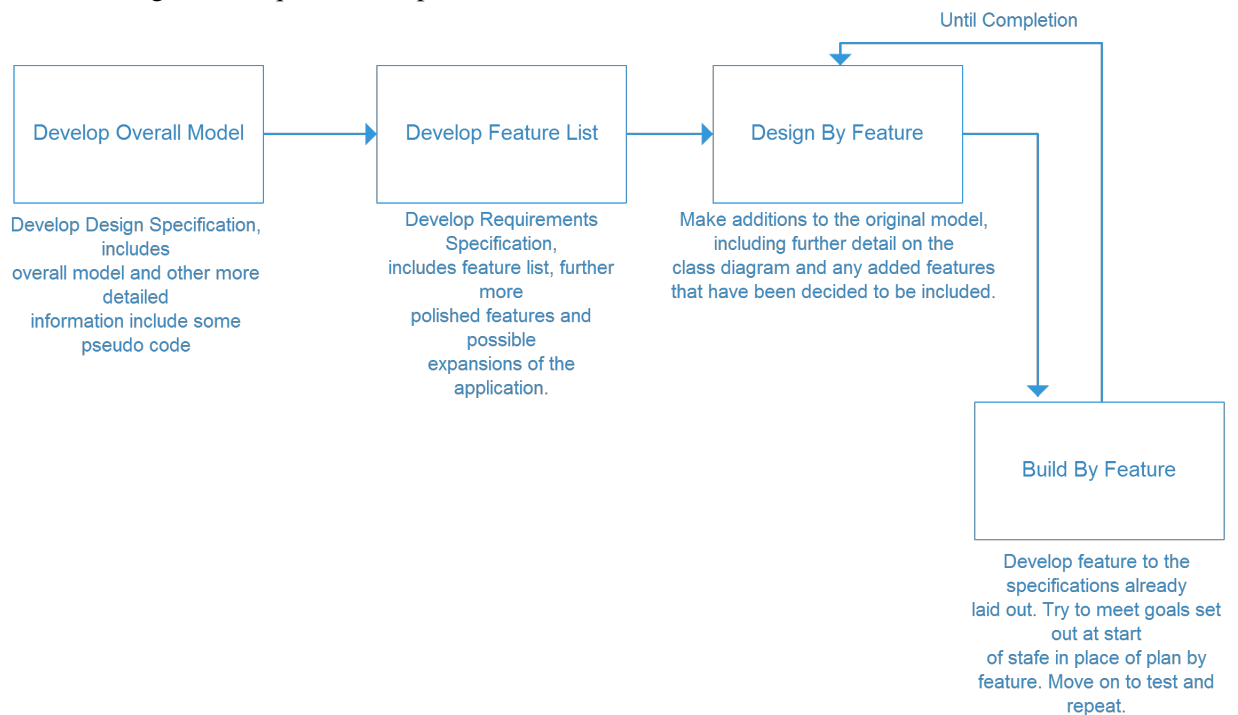 Until Completion
Develop Overall Model
Develop Feature List
Design By Feature
Develop Design Specification,
includes
overall model and other more
detailed
information include some
pseudo code
Develop Requirements
Specification,
includes feature list, further
more
polished features and
possible
expansions of the
application.
Make additions to the original model,
including further detail on the
class diagram and any added features
that have been decided to be included.
Build By Feature
Develop feature to the
specifications already
laid out. Try to meet goals set
out at start
of stafe in place of plan by
feature. Move on to test and
repeat.